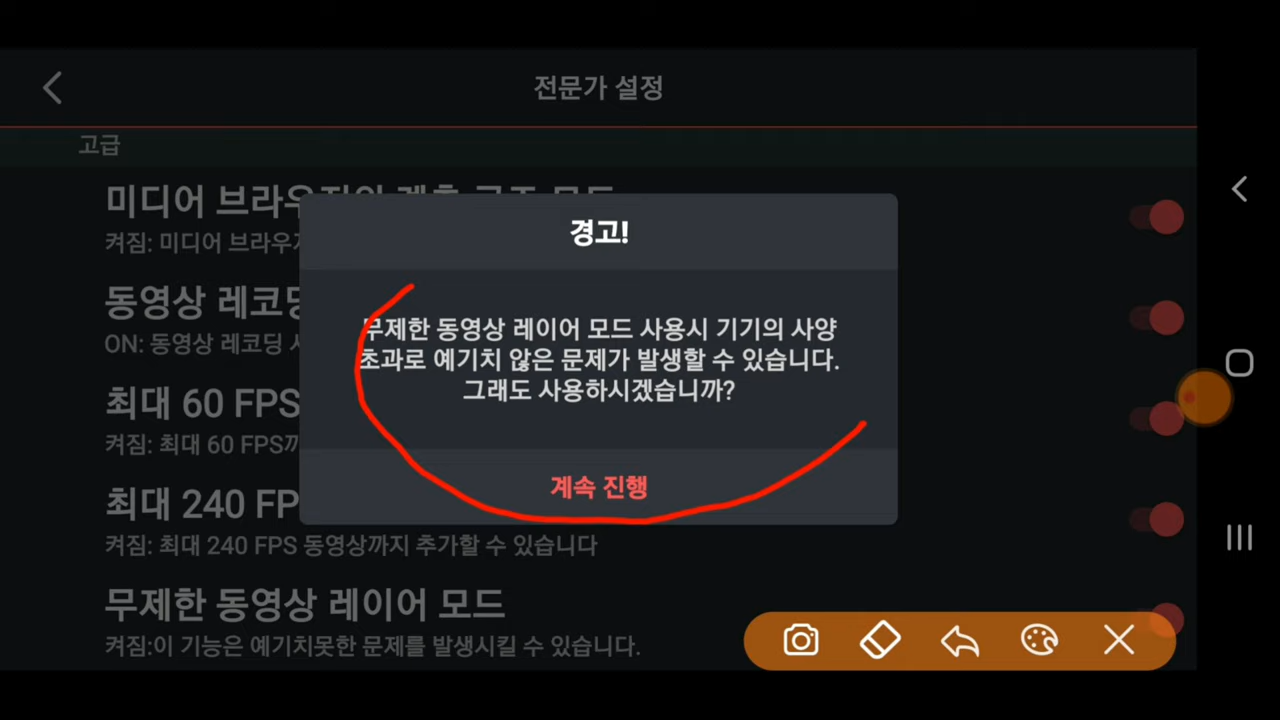 전문가 설정
고급
미디어 브라우
켜짐: 미디어 브라우
경고!
동영상 레코딩
ON: 동영상 레코딩
무제한 동영상 레이어 모드 사용시 기기의 사양
초과로 예기치 않은 문제가 발생할 수 있습니다.
그래도 사용하시겠습니까?
최대 60 FPS
켜짐: 최대 60 FPS까
계속 진행
최대 240 FP
켜짐: 최대 240 FPS 동영상까지 추가할 수 있습니다
무제한 동영상 레이어 모드
켜짐:이 기능은 예기치못한 문제를 발생시킬 수 있습니다.